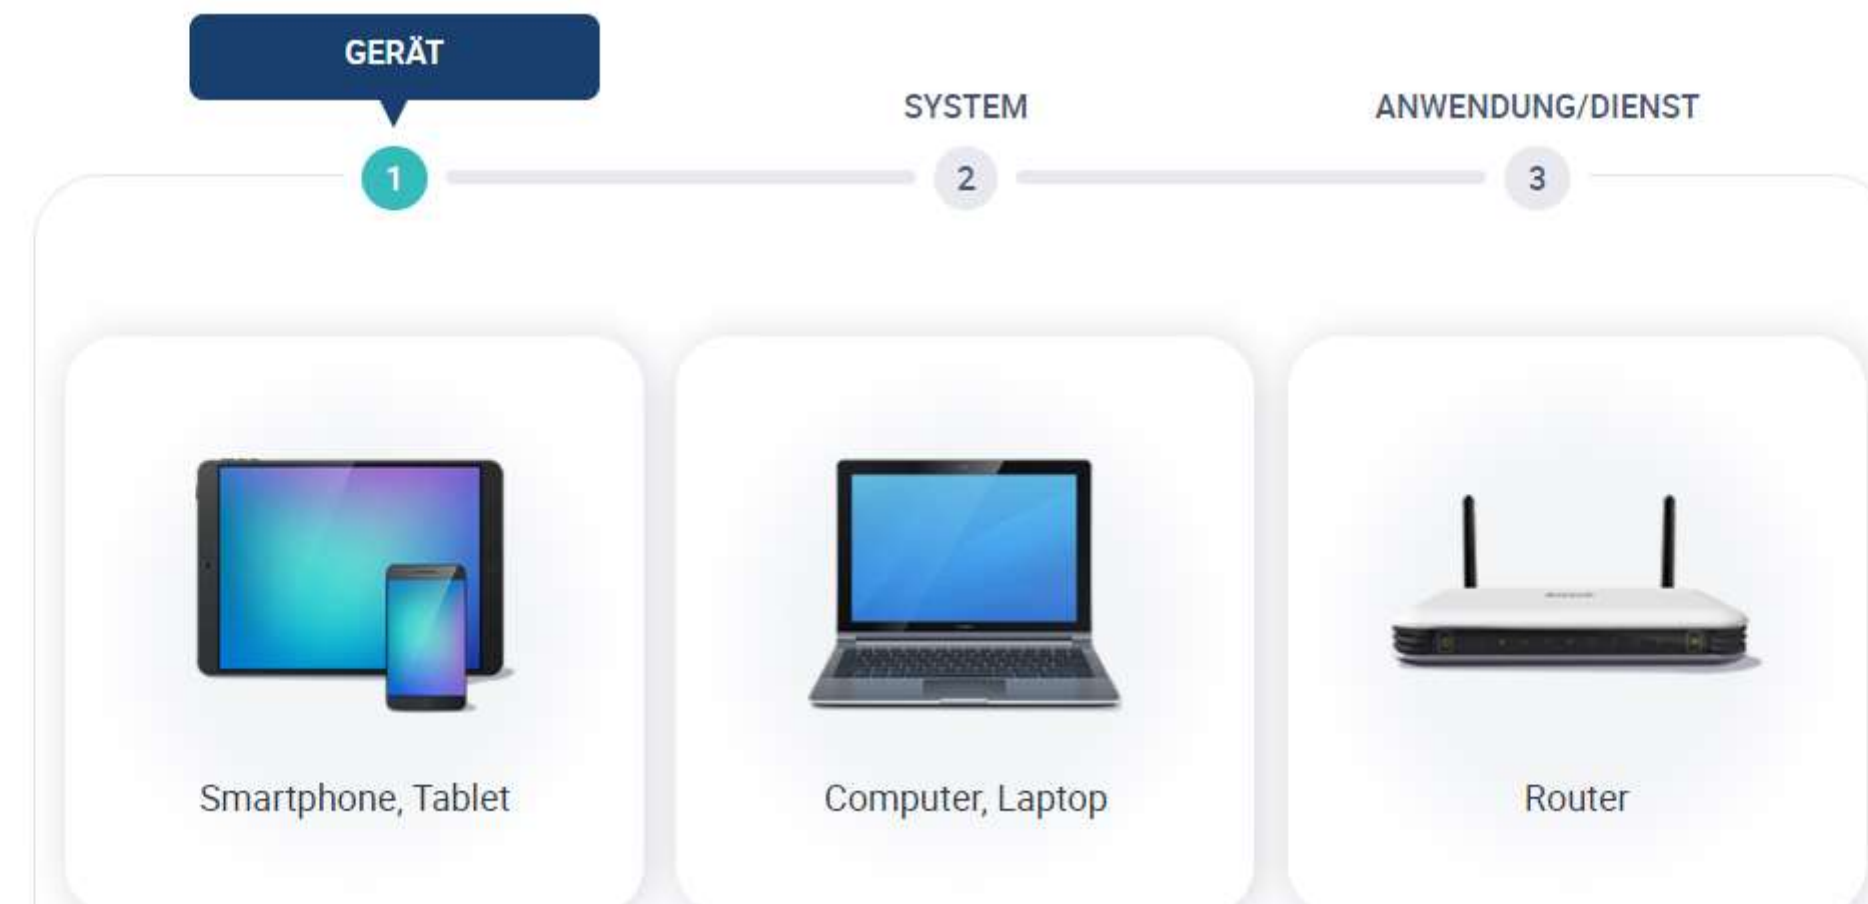 GERÄT
SYSTEM
ANWENDUNG/DIENST
1
2
3
Smartphone, Tablet
Computer, Laptop
Router